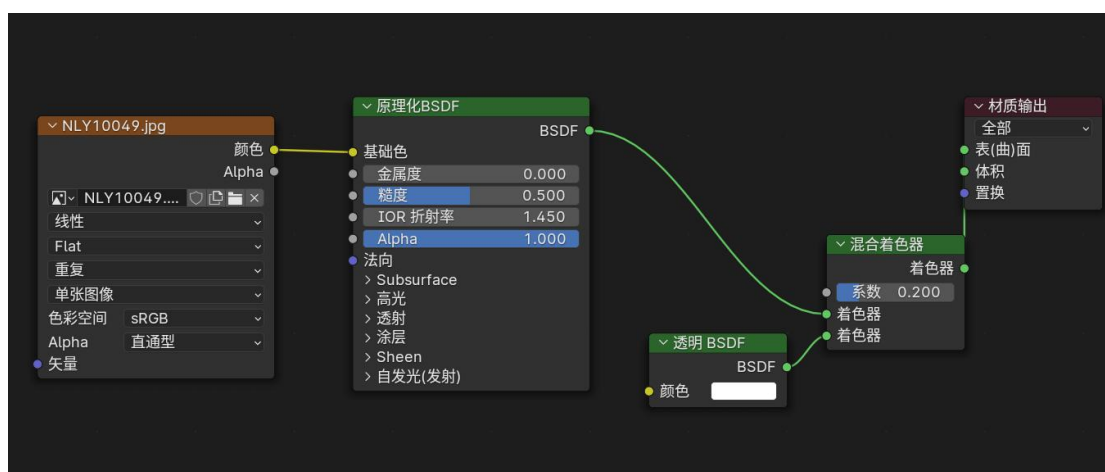 NLY10049.jpg
颜色
Alpha
NLY10049....
线性
Flat
重复
单张图像
色彩空间 sRGB
Alpha 直通型
矢量
原理化BSDF
BSDF
基础色
金属度 0.000
糙度 0.500
IOR 折射率 1.450
Alpha 1.000
法向
Subsurface
高光
透射
涂层
Sheen
自发光(发射)
透明 BSDF
BSDF
颜色
混合着色器
着色器
系数 0.200
着色器
着色器
材质输出
全部
表(曲)面
体积
置换